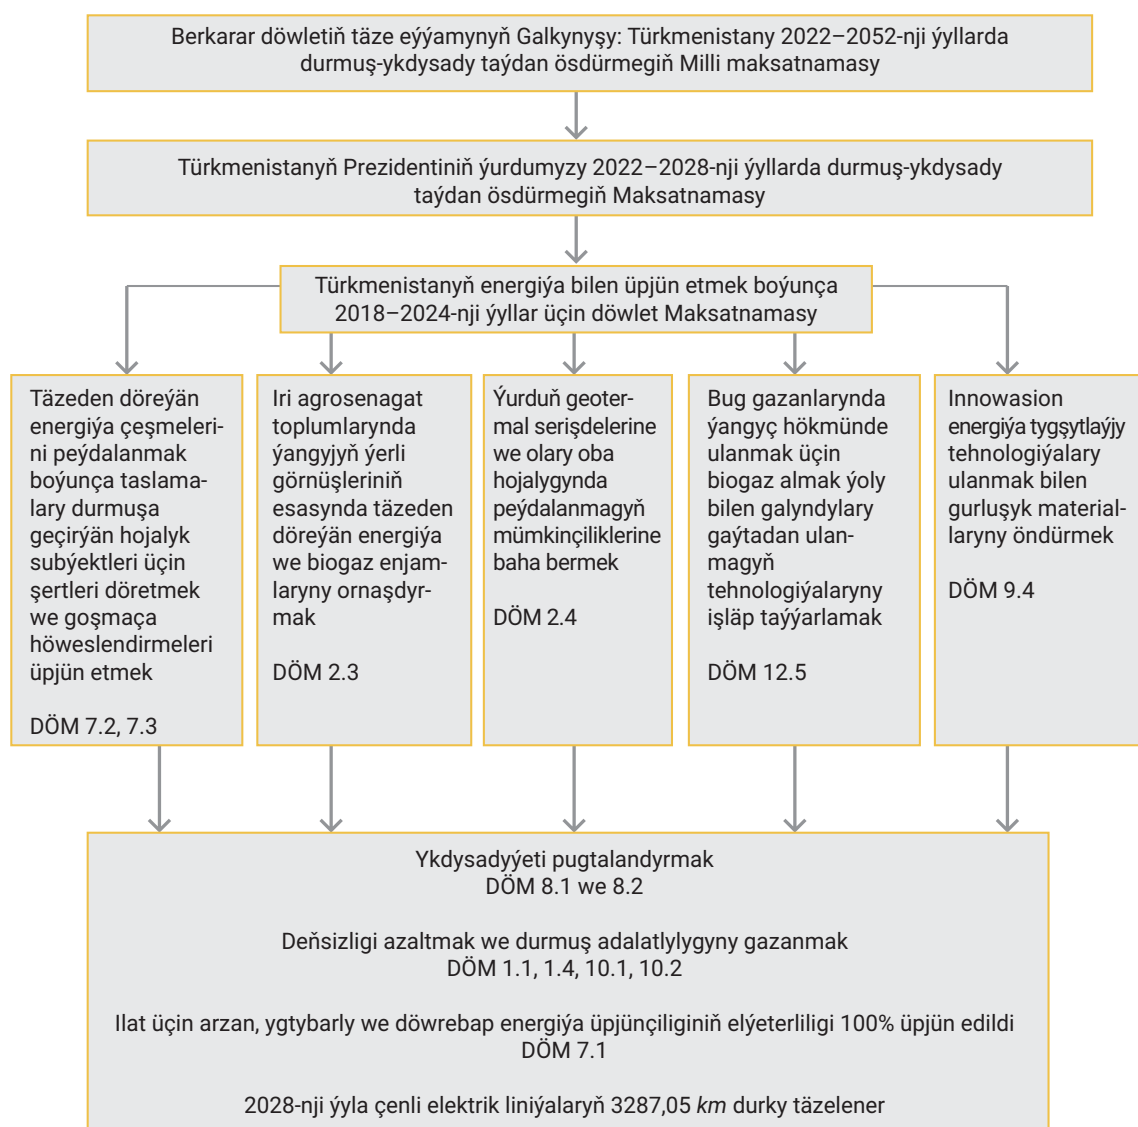 Berkarar döwletiň täze eýýamynyň Galkynyşy: Türkmenistany 2022–2052-nji ýyllarda
durmuş-ykdysady taýdan ösdürmegiň Milli maksatnamasy
Türkmenistanyň Prezidentiniň ýurdumyzy 2022–2028-nji ýyllarda durmuş-ykdysady
taýdan ösdürmegiň Maksatnamasy
Türkmenistanyň energiýa bilen üpjün etmek boýunça
2018–2024-nji ýyllar üçin döwlet Maksatnamasy
Täzeden döreýän
energiýa çeşmeleri-
ni peýdalanmak
boýunça taslama-
lary durmuşa
geçirýän hojalyk
subýektleri üçin
şertleri döretmek
we goşmaça
höweslendirmeleri
üpjün etmek
DÖM 7.2, 7.3
Iri agrosenagat
toplumlarynda
ýangyjyň ýerli
görnüşleriniň
esasynda täzeden
döreýän energiýa
we biogaz enjam-
laryny ornaşdyr-
mak
DÖM 2.3
Ýurduň geoter-
mal serişdelerine
we olary oba
hojalygynda
peýdalanmagyň
mümkinçiliklerine
baha bermek
DÖM 2.4
Bug gazanlarynda
ýangyç hökmünde
ulanmak üçin
biogaz almak ýoly
bilen galyndylary
gaýtadan ulan-
magyň
tehnologiýalaryny
işläp taýýarlamak
DÖM 12.5
Innowasion
energiýa tygşytlaýjy
tehnologiýalary
ulanmak bilen
gurluşyk material-
laryny öndürmek
DÖM 9.4
Ykdysadyýeti pugtalandyrmak
DÖM 8.1 we 8.2
Deňsizligi azaltmak we durmuş adalatlylygyny gazanmak
DÖM 1.1, 1.4, 10.1, 10.2
Ilat üçin arzan, ygtybarly we döwrebap energiýa üpjünçiliginiň elýeterliligi 100% üpjün edildi
DÖM 7.1
2028-nji ýyla çenli elektrik liniýalaryň 3287,05 km durky täzelener